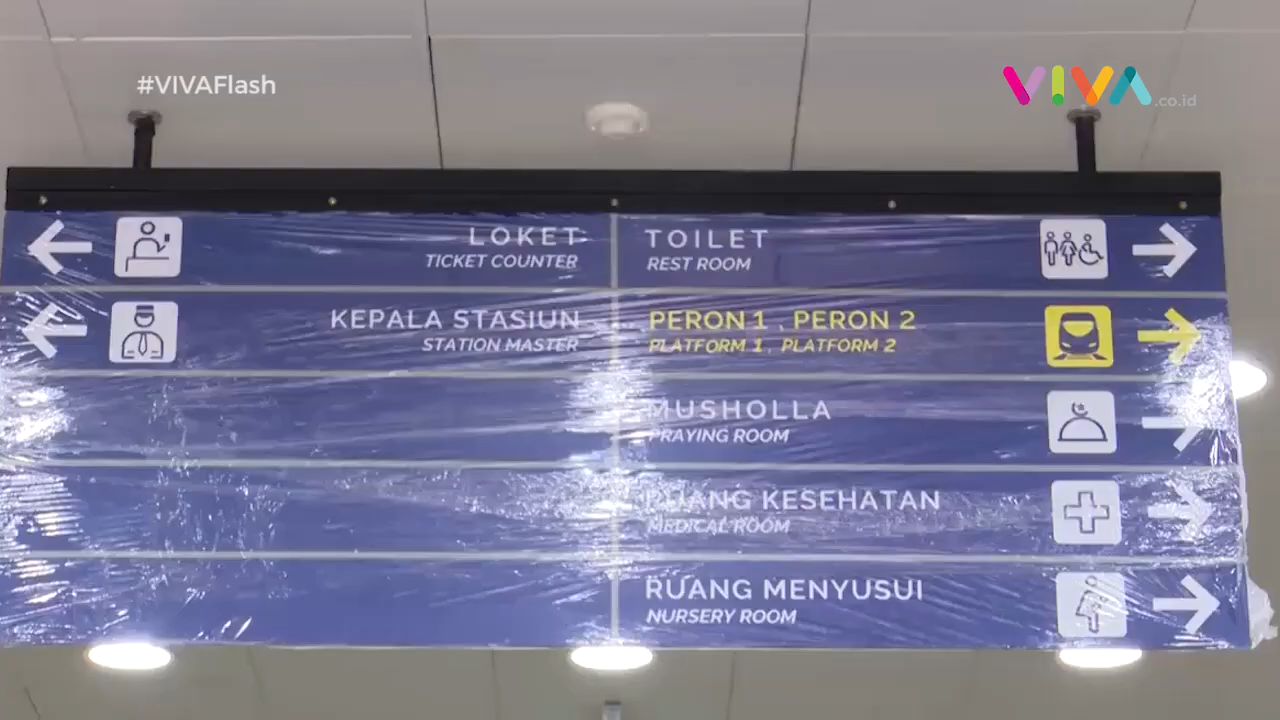 #VIVAFlash
VIVA.co.id
LOKET
TICKET COUNTER
KEPALA STASIUN
STATION MASTER
TOILET
REST ROOM
PERON 1 , PERON 2
PLATFORM 1 , PLATFORM 2
MUSHOLLA
PRAYING ROOM
RUANG KESEHATAN
MEDICAL ROOM
RUANG MENYUSUI
NURSERY ROOM